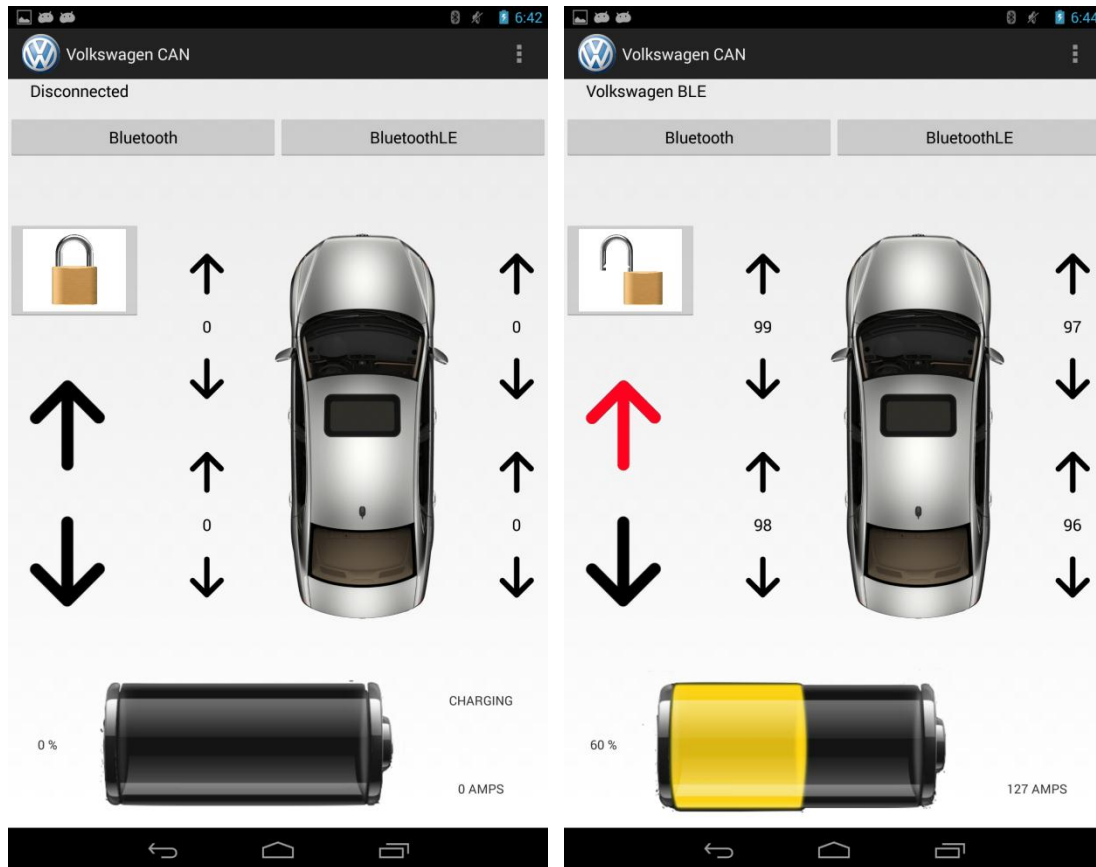 6:42
Volkswagen CAN
Disconnected
Bluetooth BluetoothLE
0 0
0 0
CHARGING
0 %
0 AMPS
6:44
Volkswagen CAN
Volkswagen BLE
Bluetooth BluetoothLE
99 97
98 96
60 %
127 AMPS